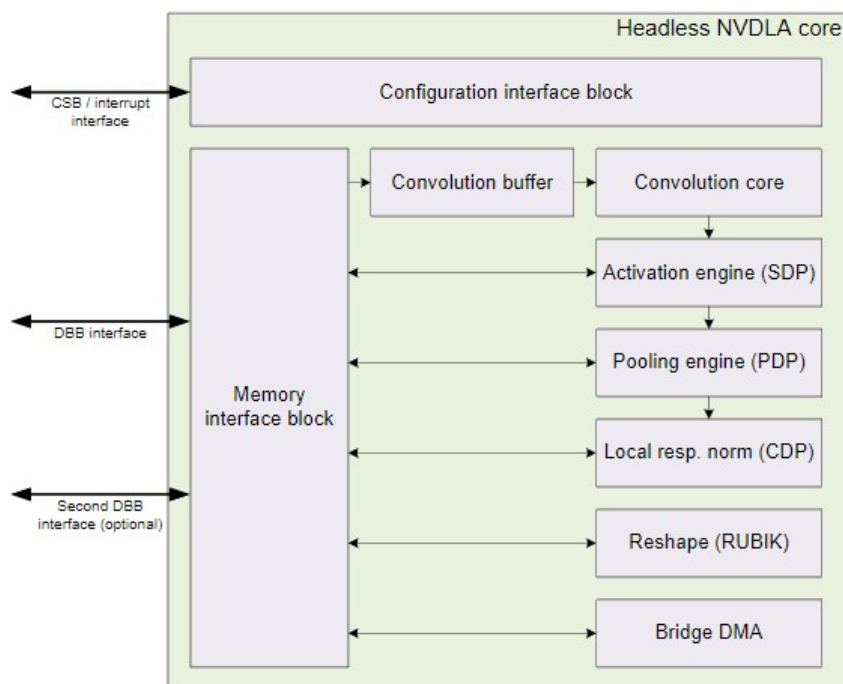 Headless NVDLA core
CSB / interrupt
interface
Configuration interface block
Convolution buffer
Convolution core
Activation engine (SDP)
DBB interface
Pooling engine (PDP)
Memory
interface block
Local resp. norm (CDP)
Second DBB
interface (optional)
Reshape (RUBIK)
Bridge DMA